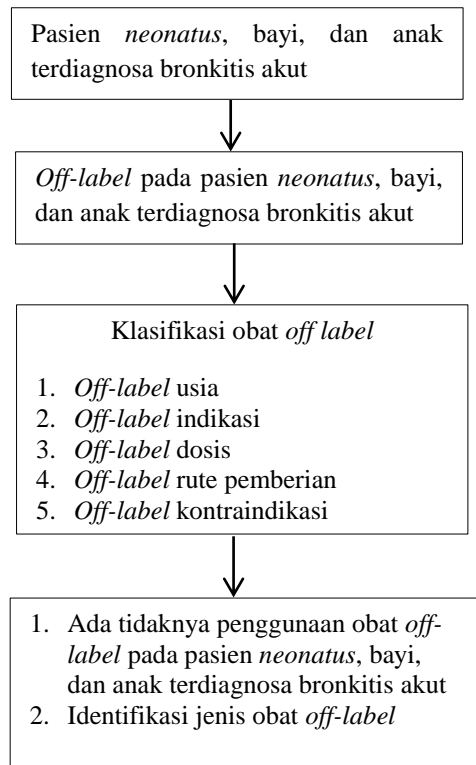 Pasien neonatus, bayi, dan anak
terdiagnosa bronkitis akut
Off-label pada pasien neonatus, bayi,
dan anak terdiagnosa bronkitis akut
Klasifikasi obat off label
1. Off-label usia
2. Off-label indikasi
3. Off-label dosis
4. Off-label rute pemberian
5. Off-label kontraindikasi
1. Ada tidaknya penggunaan obat off-
label pada pasien neonatus, bayi,
dan anak terdiagnosa bronkitis akut
2. Identifikasi jenis obat off-label